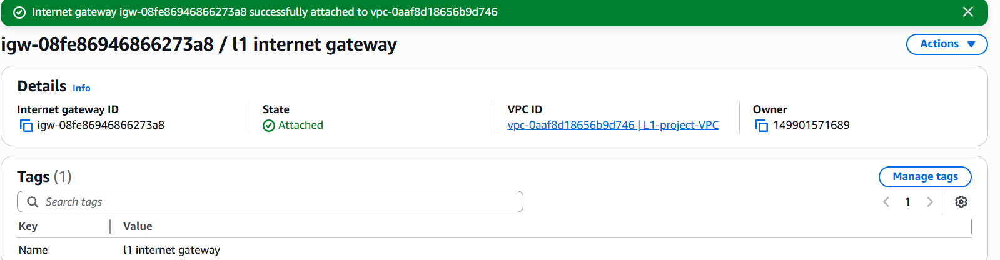 Internet gateway igw-08fe86946866273a8 successfully attached to vpc-0aaf8d18656b9d746
igw-08fe86946866273a8 / l1 internet gateway
Actions
Details Info
Internet gateway ID State VPC ID Owner
igw-08fe86946866273a8 Attached vpc-0aaf8d18656b9d746 | L1-project-VPC 149901571689
Tags (1) Manage tags
Search tags 1
Key Value
Name l1 internet gateway